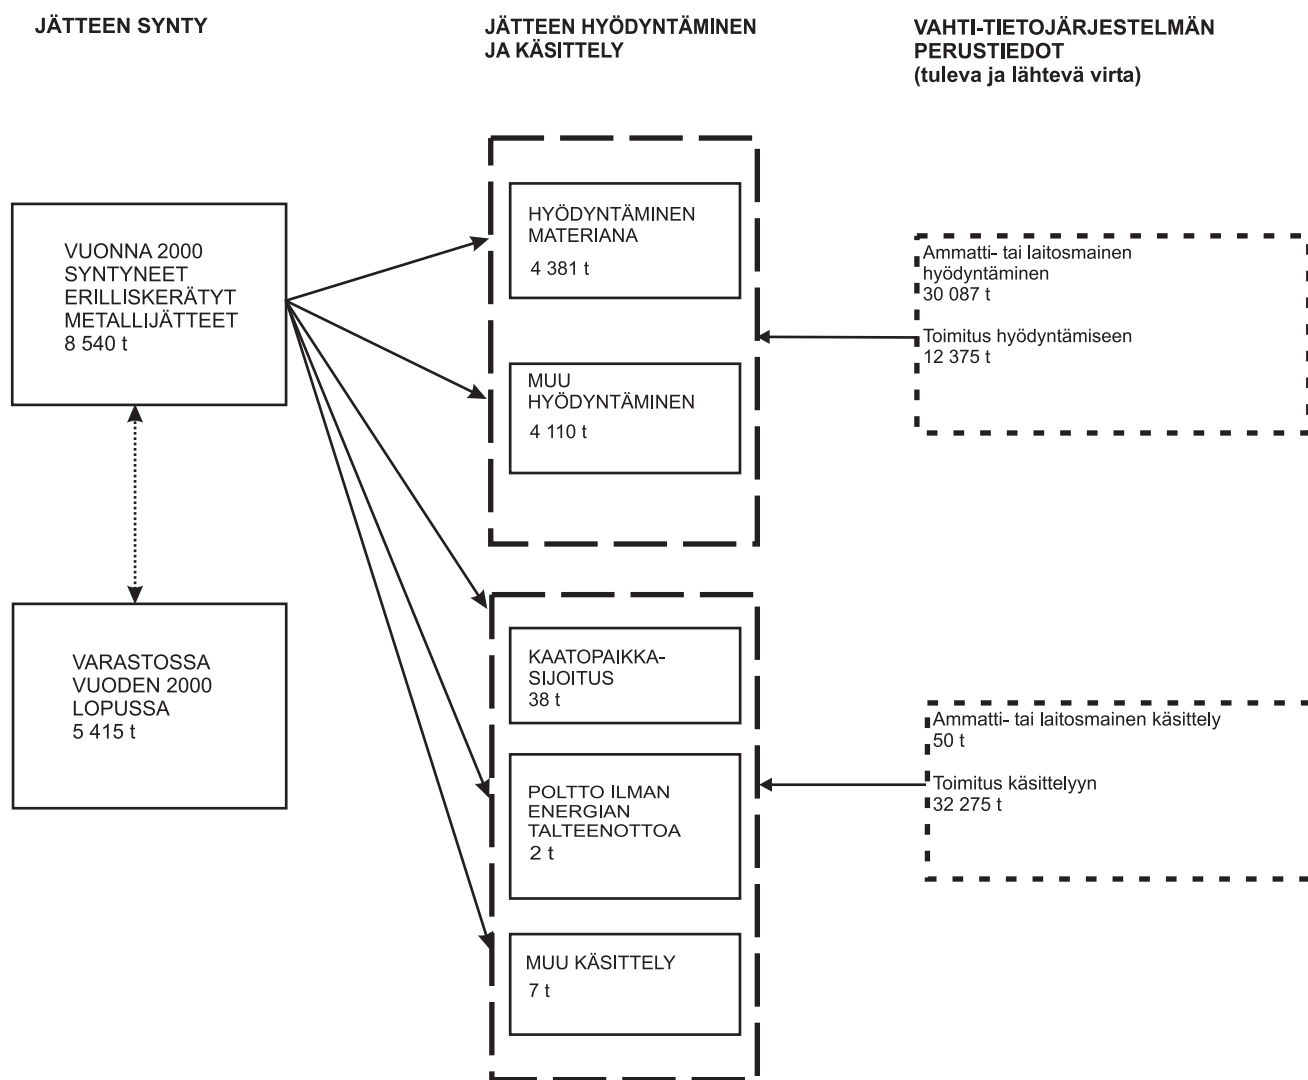 JÄTTEEN SYNTY
JÄTTEEN HYÖDYNTÄMINEN
JA KÄSITTELY
VAHTI-TIETOJÄRJESTELMÄN
PERUSTIEDOT
(tuleva ja lähtevä virta)
VUONNA 2000
SYNTYNEET
ERILLISKERÄTYT
METALLIJÄTTEET
8 540 t
VARASTOSSA
VUODEN 2000
LOPUSSA
5 415 t
HYÖDYNTÄMINEN
MATERIANA
4 381 t
MUU
HYÖDYNTÄMINEN
4 110 t
KAATOPAIKKA-
SIJOITUS
38 t
POLTTO ILMAN
ENERGIAN
TALTEENOTTOA
2 t
MUU KÄSITTELY
7 t
Ammatti- tai laitosmainen
hyödyntäminen
30 087 t
Toimitus hyödyntämiseen
12 375 t
Ammatti- tai laitosmainen käsittely
50 t
Toimitus käsittelyyn
32 275 t